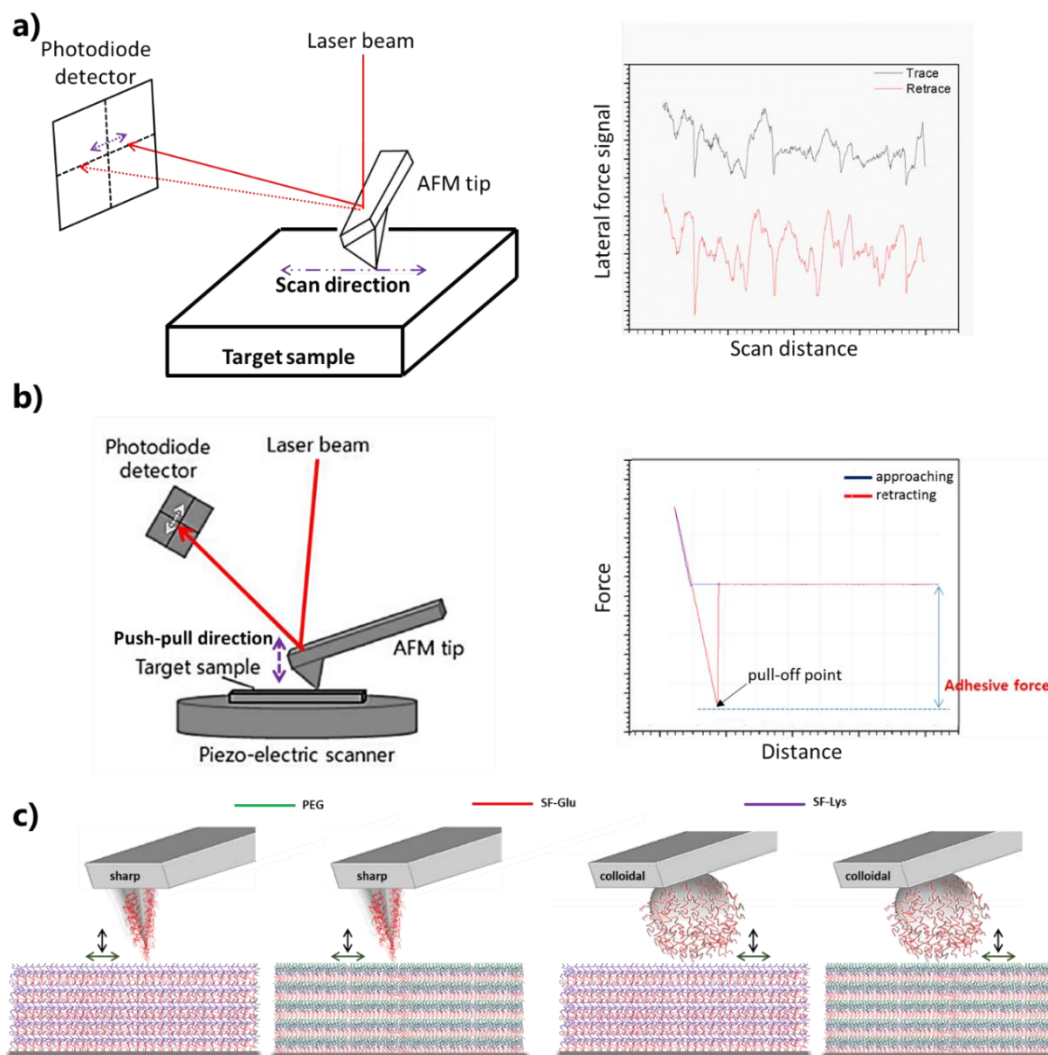 a)
Photodiode
detector
Laser beam
AFM tip
Scan direction
Target sample
Trace
Retrace
Lateral force signal
Scan distance
b)
Photodiode
detector
Laser beam
Push-pull direction
Target sample
AFM tip
Piezo-electric scanner
approaching
retracting
Force
pull-off point
Adhesive force
Distance
c)
PEG
SF-Glu
SF-Lys
sharp
sharp
colloidal
colloidal